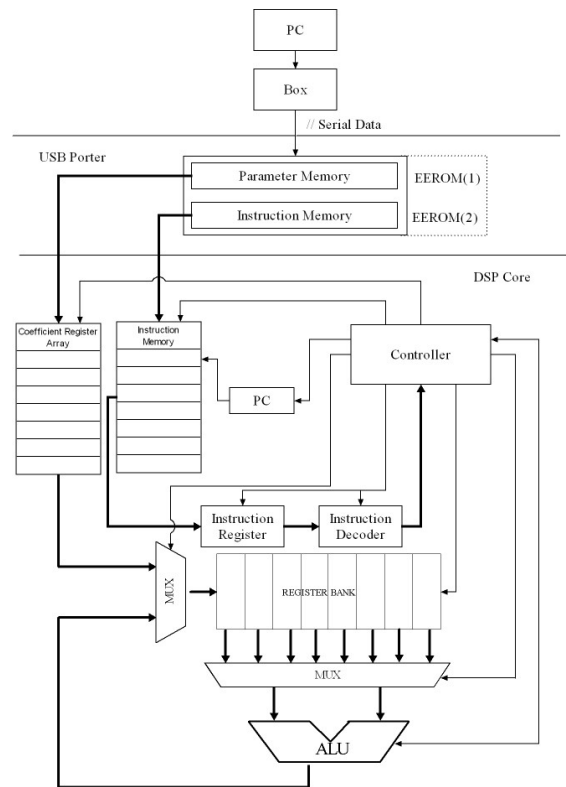 PC
Box
// Serial Data
USB Porter
Parameter Memory
EEROM(1)
Instruction Memory
EEROM(2)
DSP Core
Coefficient Register
Array
Instruction
Memory
Controller
PC
Instruction
Register
Instruction
Decoder
MUX
REGISTER BANK
MUX
ALU